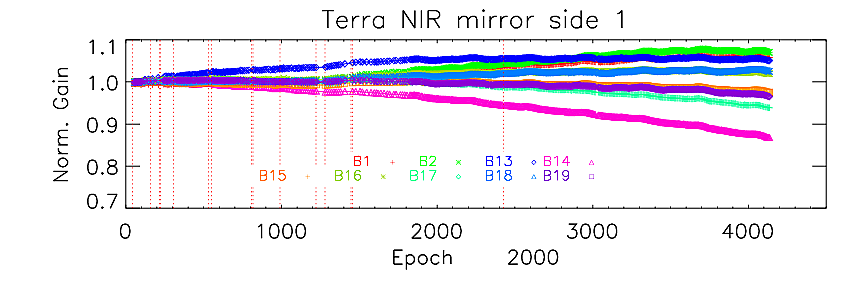 Terra NIR mirror side 1
1.1
1.0
0.9
0.8
0.7
Norm. Gain
B1 B2 B13 B14
B15 B16 B17 B18 B19
0 1000 2000 3000 4000
Epoch 2000